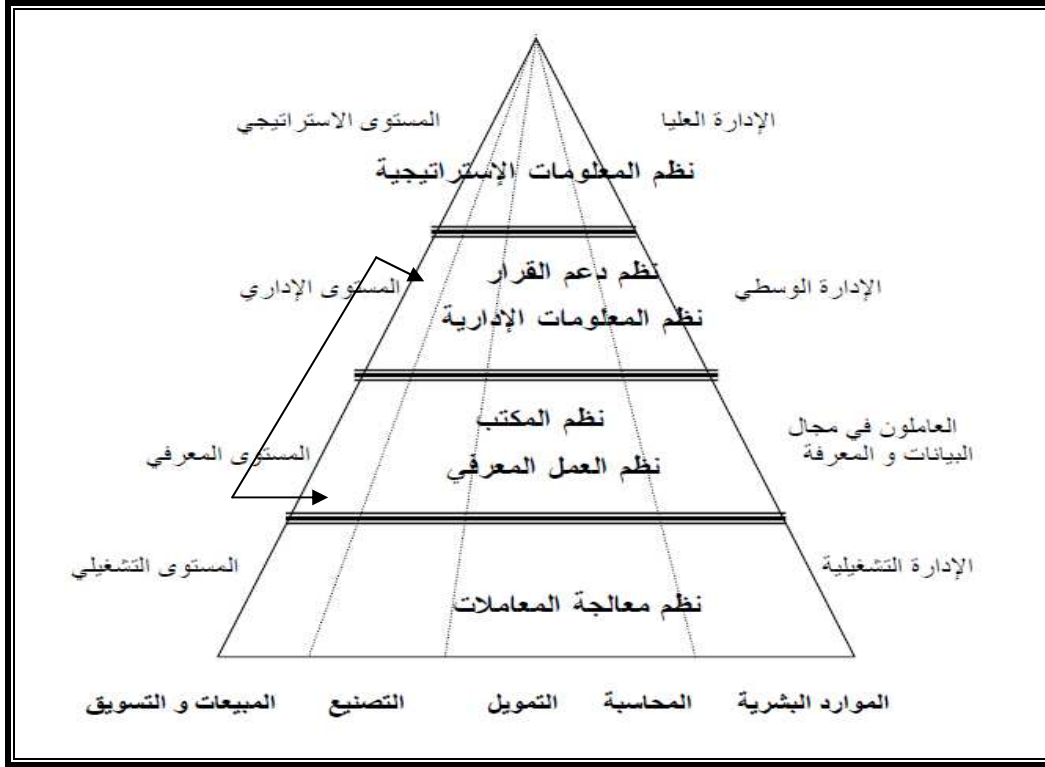 الإدارة العليا
المستوى الاستراتيجي
نظم المعلومات الإستراتيجية
نظم دعم القرار
الإدارة الوسطي
المستوى الإداري
نظم المعلومات الإدارية
نظم المكتب
العاملون في مجال
البيانات و المعرفة
المستوى المعرفي
نظم العمل المعرفي
الإدارة التشغيلية
المستوى التشغيلي
نظم معالجة المعاملات
الموارد البشرية
المحاسبة
التمويل
التصنيع
المبيعات و التسويق